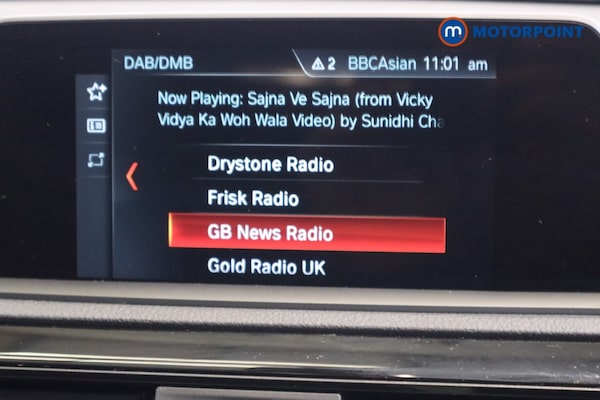 MOTORPOINT
DAB/DMB 2 BBCAsian 11:01 am
Now Playing: Sajna Ve Sajna (from Vicky
Vidya Ka Woh Wala Video) by Sunidhi Cha
Drystone Radio
Frisk Radio
GB News Radio
Gold Radio UK